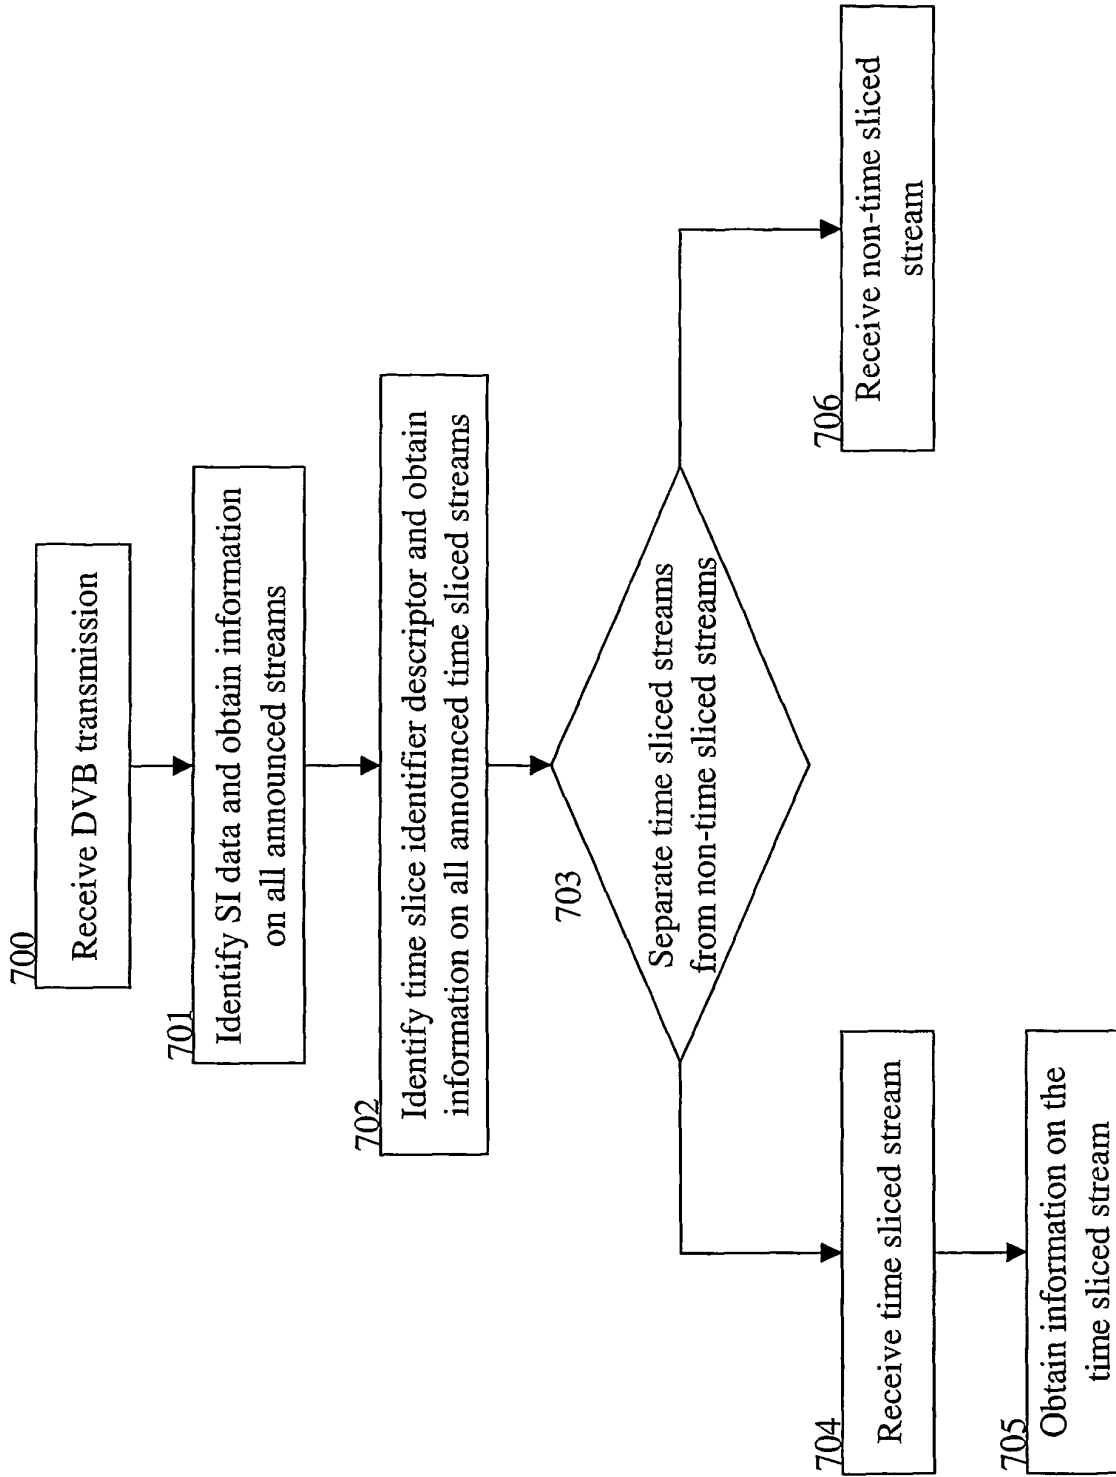 700
Receive DVB transmission
701
Identify SI data and obtain information
on all announced streams
702
Identify time slice identifier descriptor and obtain
information on all announced time sliced streams
703
Separate time sliced streams
from non-time sliced streams
704
Receive time sliced stream
705
Obtain information on the
time sliced stream
706
Receive non-time sliced
stream